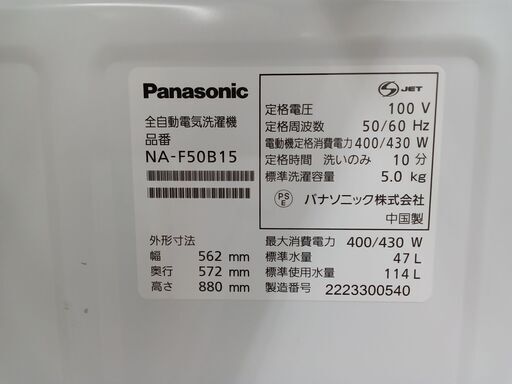 Panasonic
全自動電気洗濯機
品番
NA-F50B15
外形寸法
幅 562 mm
奥行 572 mm
高さ 880 mm
S JET
定格電圧 100 V
定格周波数 50/60 Hz
電動機定格消費電力 400/430 W
定格時間 洗いのみ 10 分
標準洗濯容量 5.0 kg
PS E パナソニック株式会社
中国製
最大消費電力 400/430 W
標準水量 47 L
標準使用水量 114 L
製造番号 2223300540